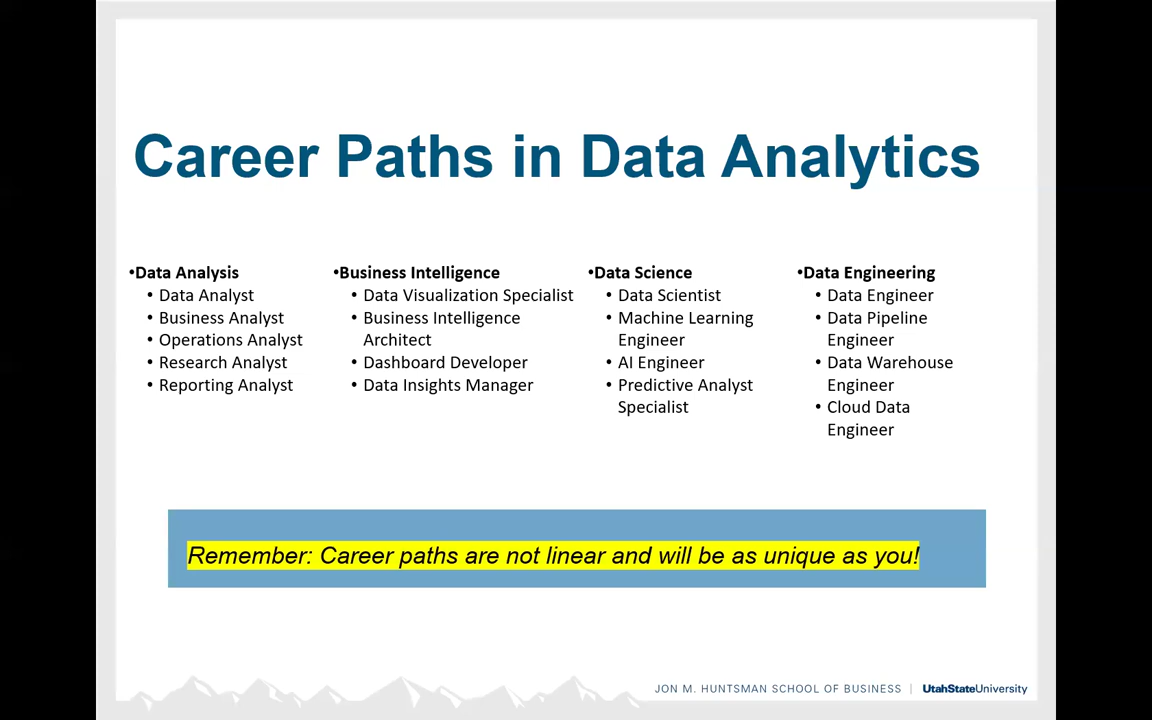 Career Paths in Data Analytics
•Data Analysis
• Data Analyst
• Business Analyst
• Operations Analyst
• Research Analyst
• Reporting Analyst
•Business Intelligence
• Data Visualization Specialist
• Business Intelligence
Architect
• Dashboard Developer
• Data Insights Manager
•Data Science
• Data Scientist
• Machine Learning
Engineer
• AI Engineer
• Predictive Analyst
Specialist
•Data Engineering
• Data Engineer
• Data Pipeline
Engineer
• Data Warehouse
Engineer
• Cloud Data
Engineer
Remember: Career paths are not linear and will be as unique as you!
JON M. HUNTSMAN SCHOOL OF BUSINESS | UtahStateUniversity